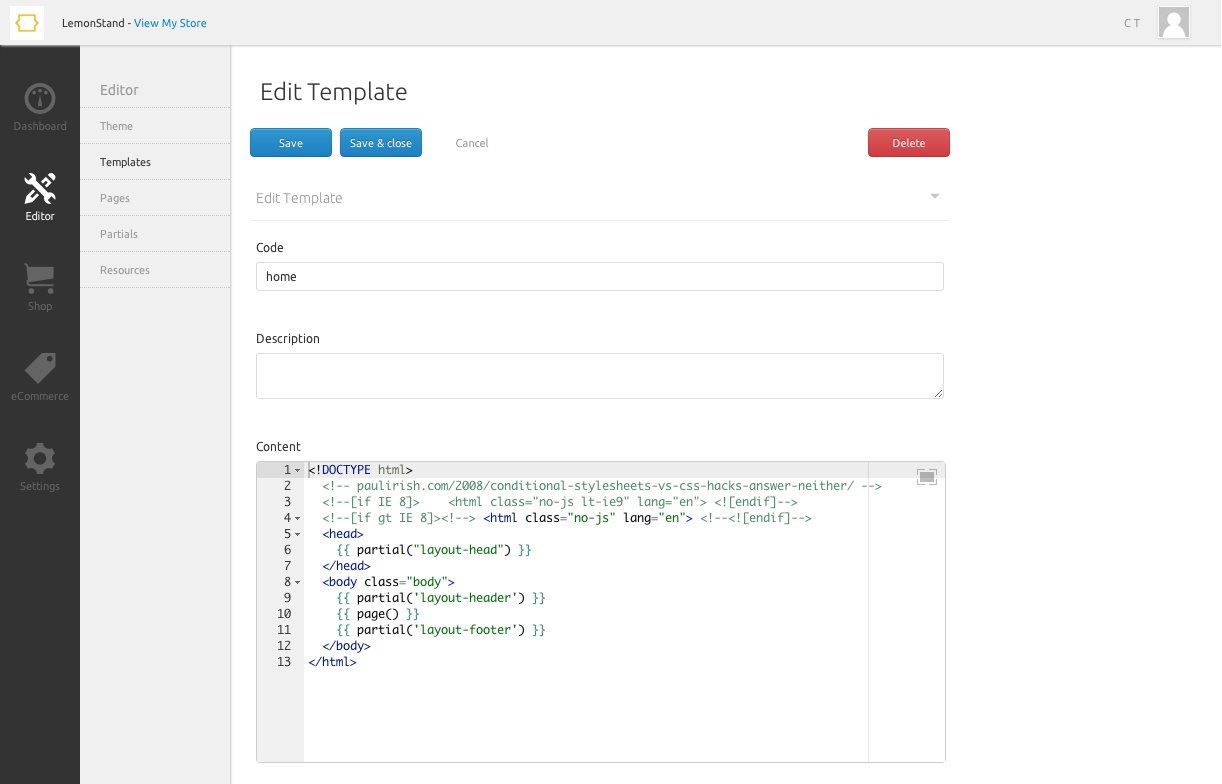 LemonStand - View My Store
C T
Dashboard
Editor
Shop
eCommerce
Settings
Editor
Theme
Templates
Pages
Partials
Resources
Edit Template
Save
Save & close
Cancel
Delete
Edit Template
Code
home
Description
Content
1 <!DOCTYPE html>
2 <!-- paulirish.com/2008/conditional-stylesheets-vs-css-hacks-answer-neither/ -->
3 <!--[if IE 8]>    <html class="no-js lt-ie9" lang="en"> <![endif]-->
4 <!--[if gt IE 8]><!--> <html class="no-js" lang="en"> <!--<![endif]-->
5 <head>
6 {{ partial("layout-head") }}
7 </head>
8 <body class="body">
9 {{ partial('layout-header') }}
10 {{ page() }}
11 {{ partial('layout-footer') }}
12 </body>
13 </html>